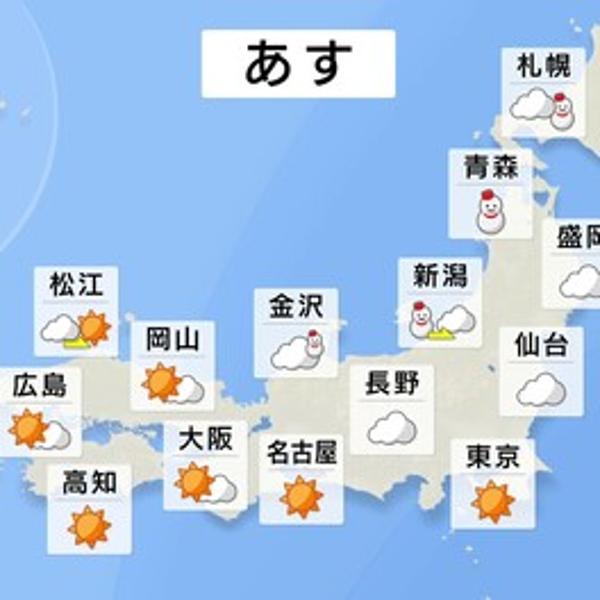 あす
札幌
青森
盛岡
松江
新潟
金沢
岡山
仙台
広島
長野
大阪
名古屋
東京
高知